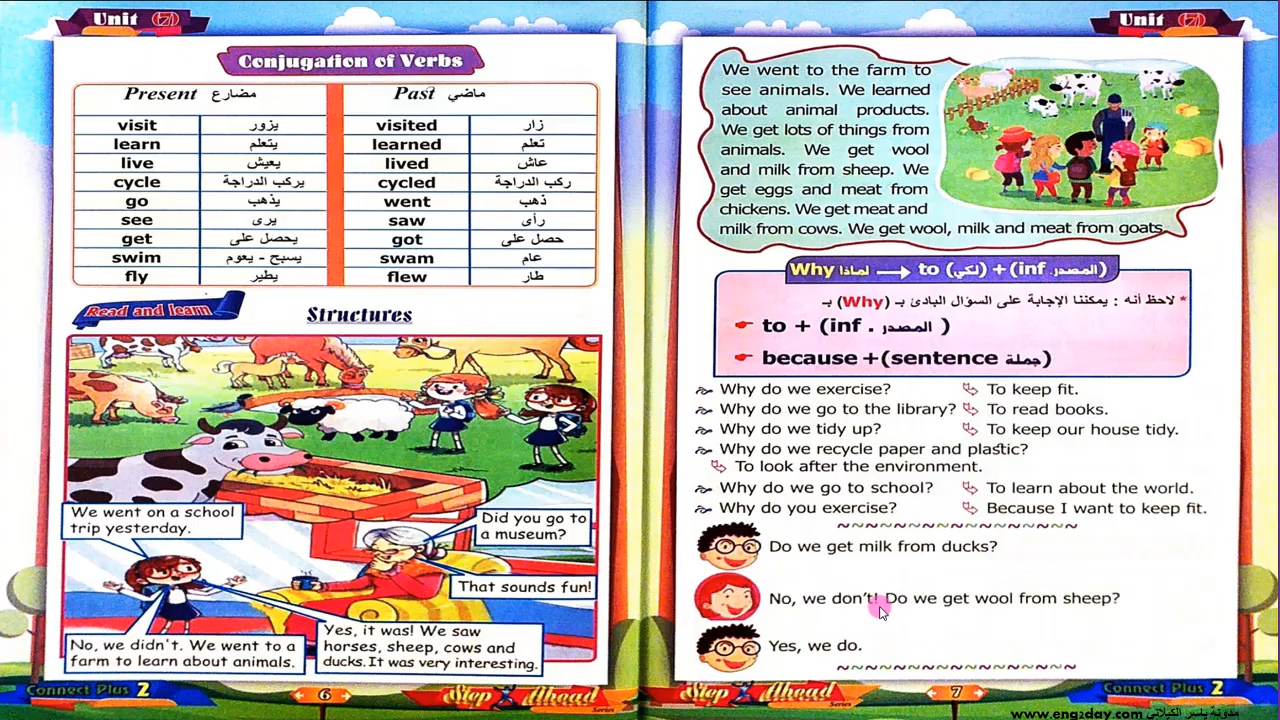 Unit 7
Conjugation of Verbs
Present مضارع Past ماضي
visit يزور visited زار
learn يتعلم learned تعلم
live يعيش lived عاش
cycle يركب الدراجة cycled ركب الدراجة
go يذهب went ذهب
see يرى saw رأى
get يحصل على got حصل على
swim يسبح - يعوم swam عام
fly يطير flew طار
Read and learn
Structures
We went on a school
trip yesterday.
Did you go to
a museum?
No, we didn't. We went to a
farm to learn about animals.
That sounds fun!
Yes, it was! We saw
horses, sheep, cows and
ducks. It was very interesting.
Connect Plus 2
6
Step Ahead
Series
Unit 7
We went to the farm to
see animals. We learned
about animal products.
We get lots of things from
animals. We get wool
and milk from sheep. We
get eggs and meat from
chickens. We get meat and
milk from cows. We get wool, milk and meat from goats
Why لماذا to (لكي) + (inf. المصدر)
* لاحظ أنه : يمكننا الإجابة على السؤال البادئ بـ (Why) بـ
to + (inf . المصدر )
because +(sentence جملة)
Why do we exercise? To keep fit.
Why do we go to the library? To read books.
Why do we tidy up? To keep our house tidy.
Why do we recycle paper and plastic?
To look after the environment.
Why do we go to school? To learn about the world.
Why do you exercise? Because I want to keep fit.
Do we get milk from ducks?
No, we don't! Do we get wool from sheep?
Yes, we do.
Step Ahead
Series
7
Connect Plus 2
مدونة ياسر الكيلاني www.eng2day.com